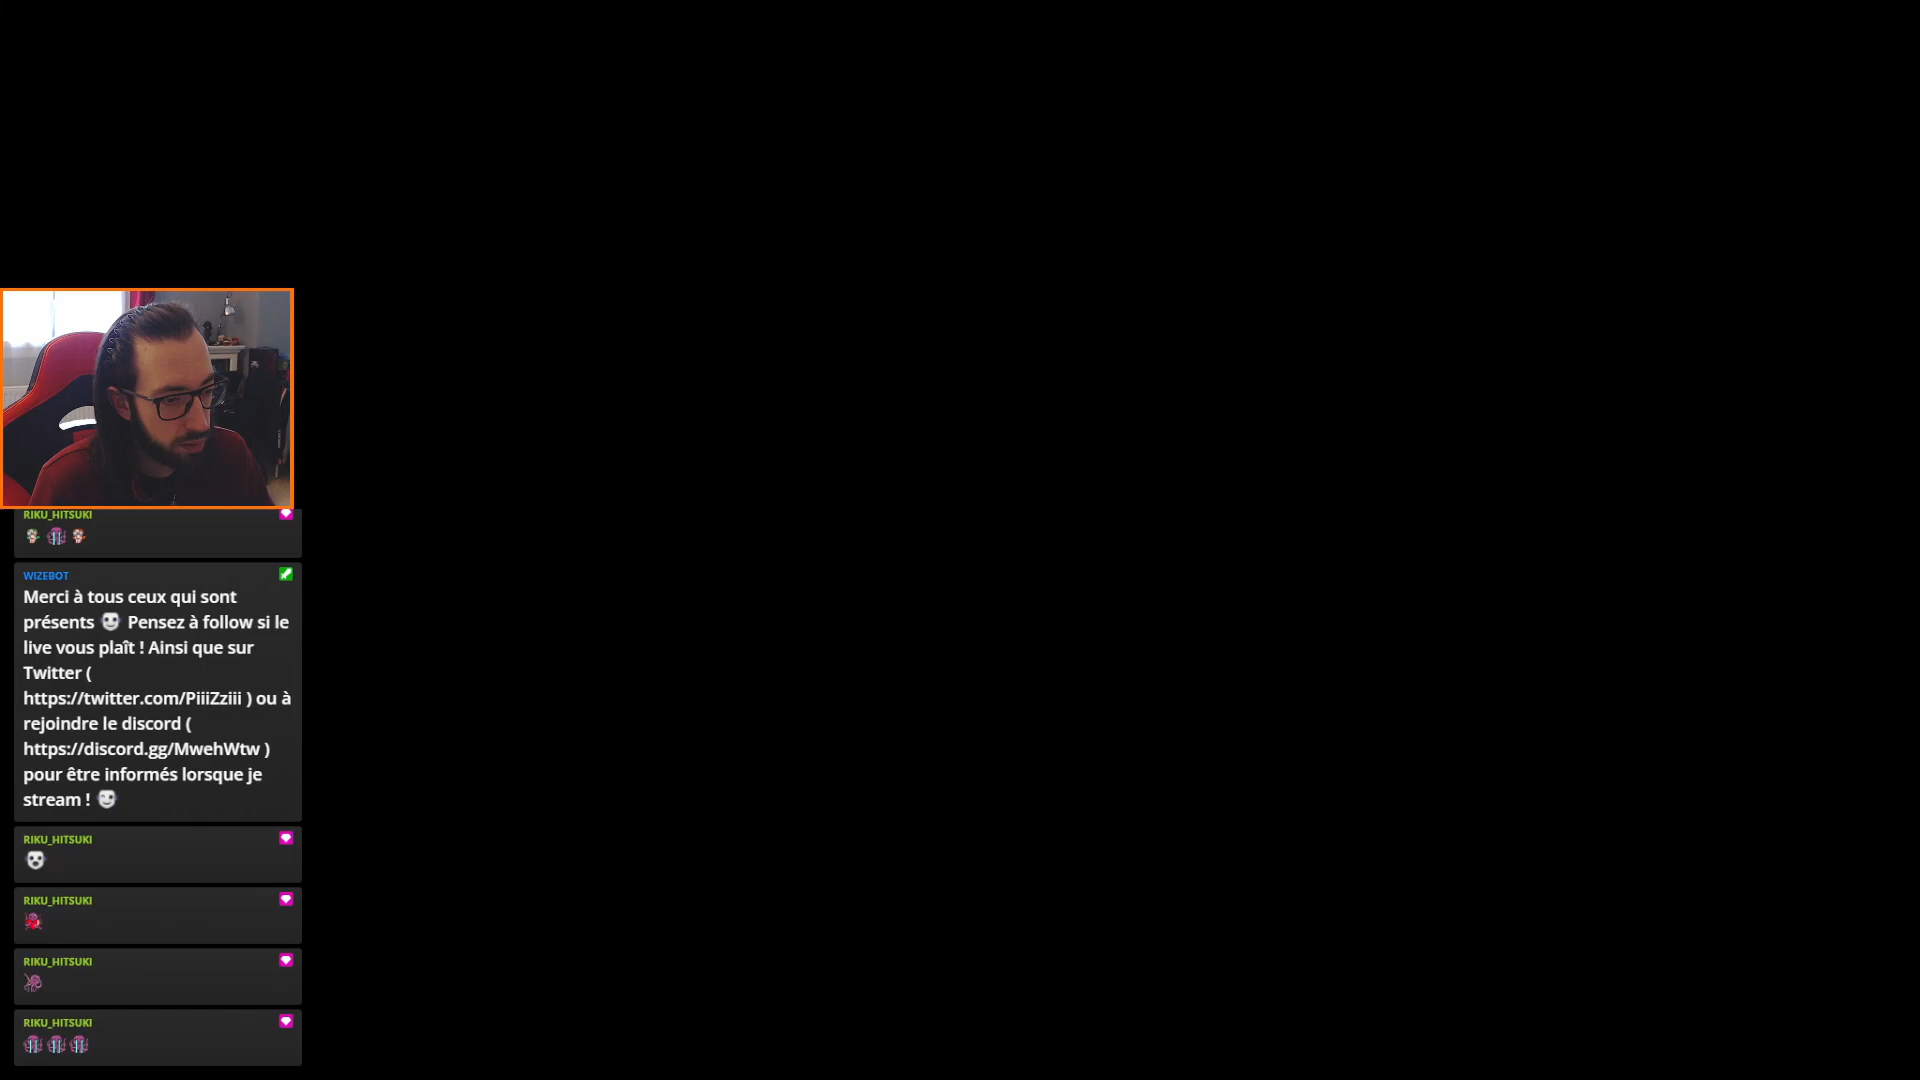 RIKU_HITSUKI
WIZEBOT
Merci à tous ceux qui sont
présents Pensez à follow si le
live vous plaît ! Ainsi que sur
Twitter (
https://twitter.com/PiiiZziii ) ou à
rejoindre le discord (
https://discord.gg/MwehWtw )
pour être informés lorsque je
stream !
RIKU_HITSUKI
RIKU_HITSUKI
RIKU_HITSUKI
RIKU_HITSUKI